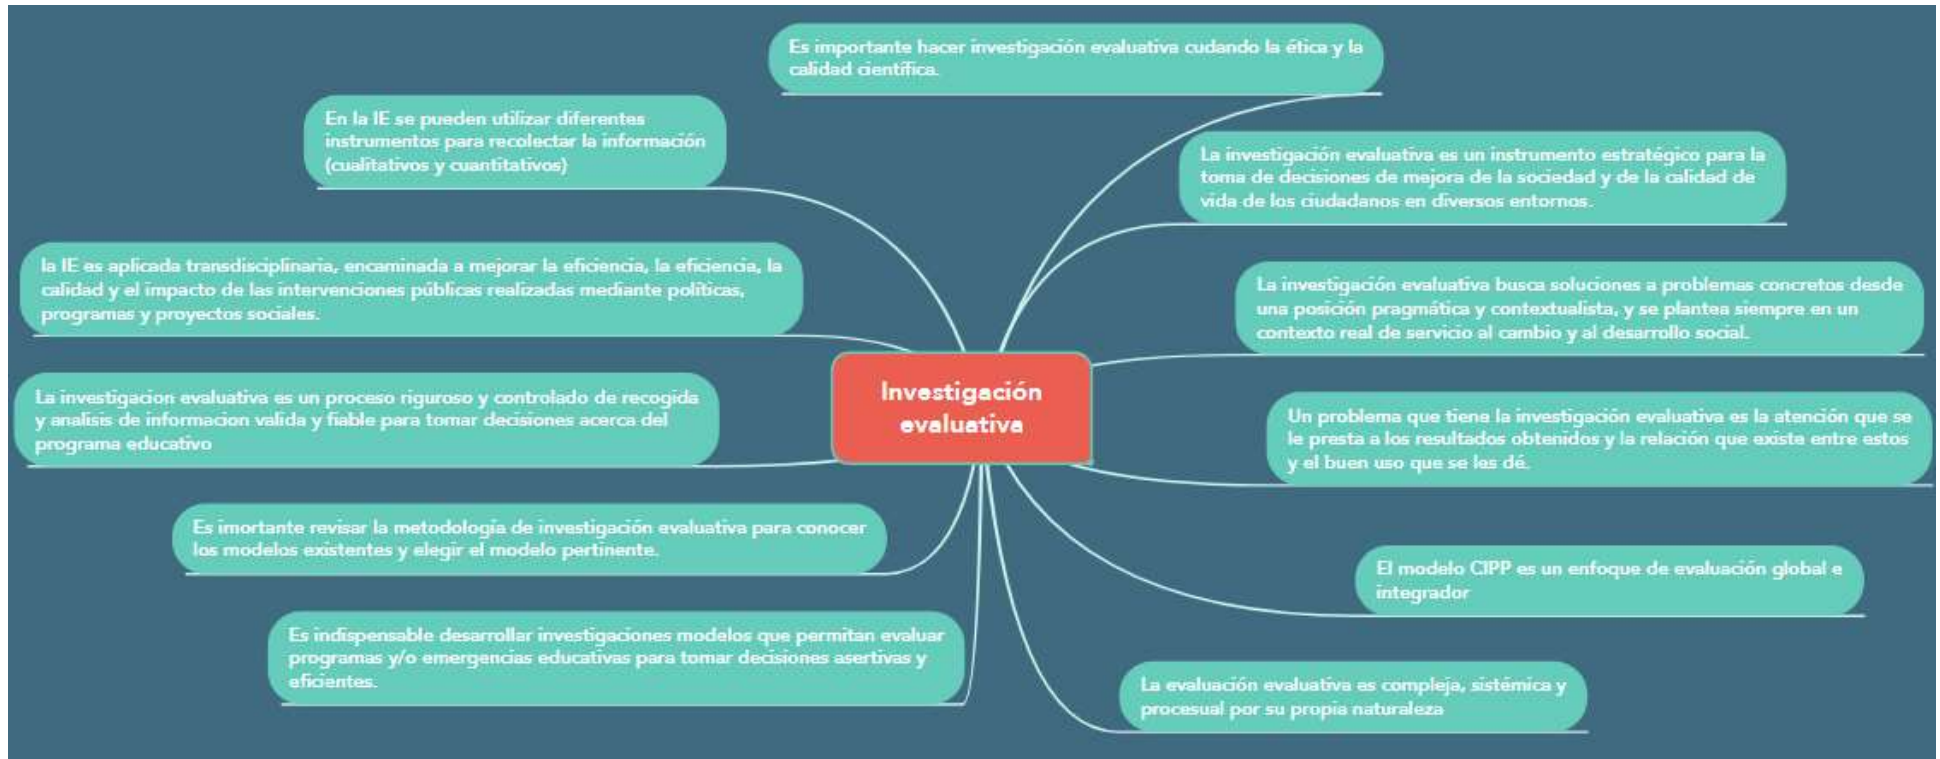 Es importante hacer investigación evaluativa cudando la ética y la
calidad científica.
En la IE se pueden utilizar diferentes
instrumentos para recolectar la información
(cualitativos y cuantitativos)
La investigación evaluativa es un instrumento estratégico para la
toma de decisiones de mejora de la sociedad y de la calidad de
vida de los ciudadanos en diversos entornos.
la IE es aplicada transdisciplinaria, encaminada a mejorar la eficiencia, la eficiencia, la
calidad y el impacto de las intervenciones públicas realizadas mediante políticas,
programas y proyectos sociales.
La investigación evaluativa busca soluciones a problemas concretos desde
una posición pragmática y contextualista, y se plantea siempre en un
contexto real de servicio al cambio y al desarrollo social.
Investigación
evaluativa
La investigacion evaluativa es un proceso riguroso y controlado de recogida
y analisis de informacion valida y fiable para tomar decisiones acerca del
programa educativo
Un problema que tiene la investigación evaluativa es la atención que se
le presta a los resultados obtenidos y la relación que existe entre estos
y el buen uso que se les dé.
Es imortante revisar la metodología de investigación evaluativa para conocer
los modelos existentes y elegir el modelo pertinente.
El modelo CIPP es un enfoque de evaluación global e
integrador
Es indispensable desarrollar investigaciones modelos que permitan evaluar
programas y/o emergencias educativas para tomar decisiones asertivas y
eficientes.
La evaluación evaluativa es compleja, sistémica y
procesual por su propia naturaleza